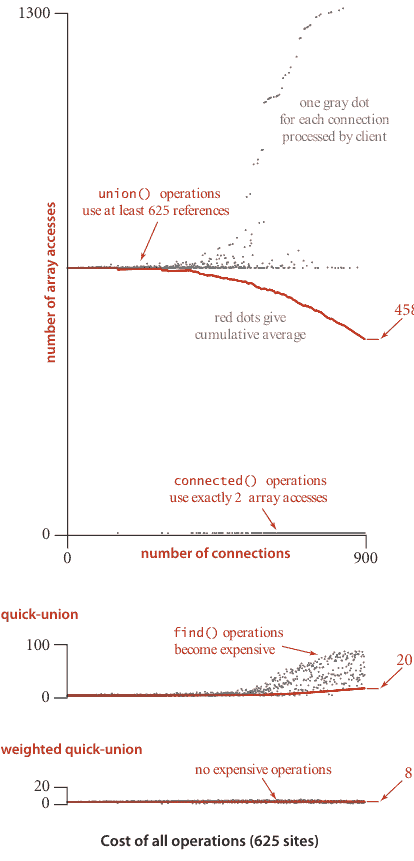 1300
one gray dot
for each connection
processed by client
union() operations
use at least 625 references
number of array accesses
458
red dots give
cumulative average
connected() operations
use exactly 2 array accesses
0
0
number of connections
900
quick-union
find() operations
become expensive
100
0
20
weighted quick-union
no expensive operations
20
0
8
Cost of all operations (625 sites)